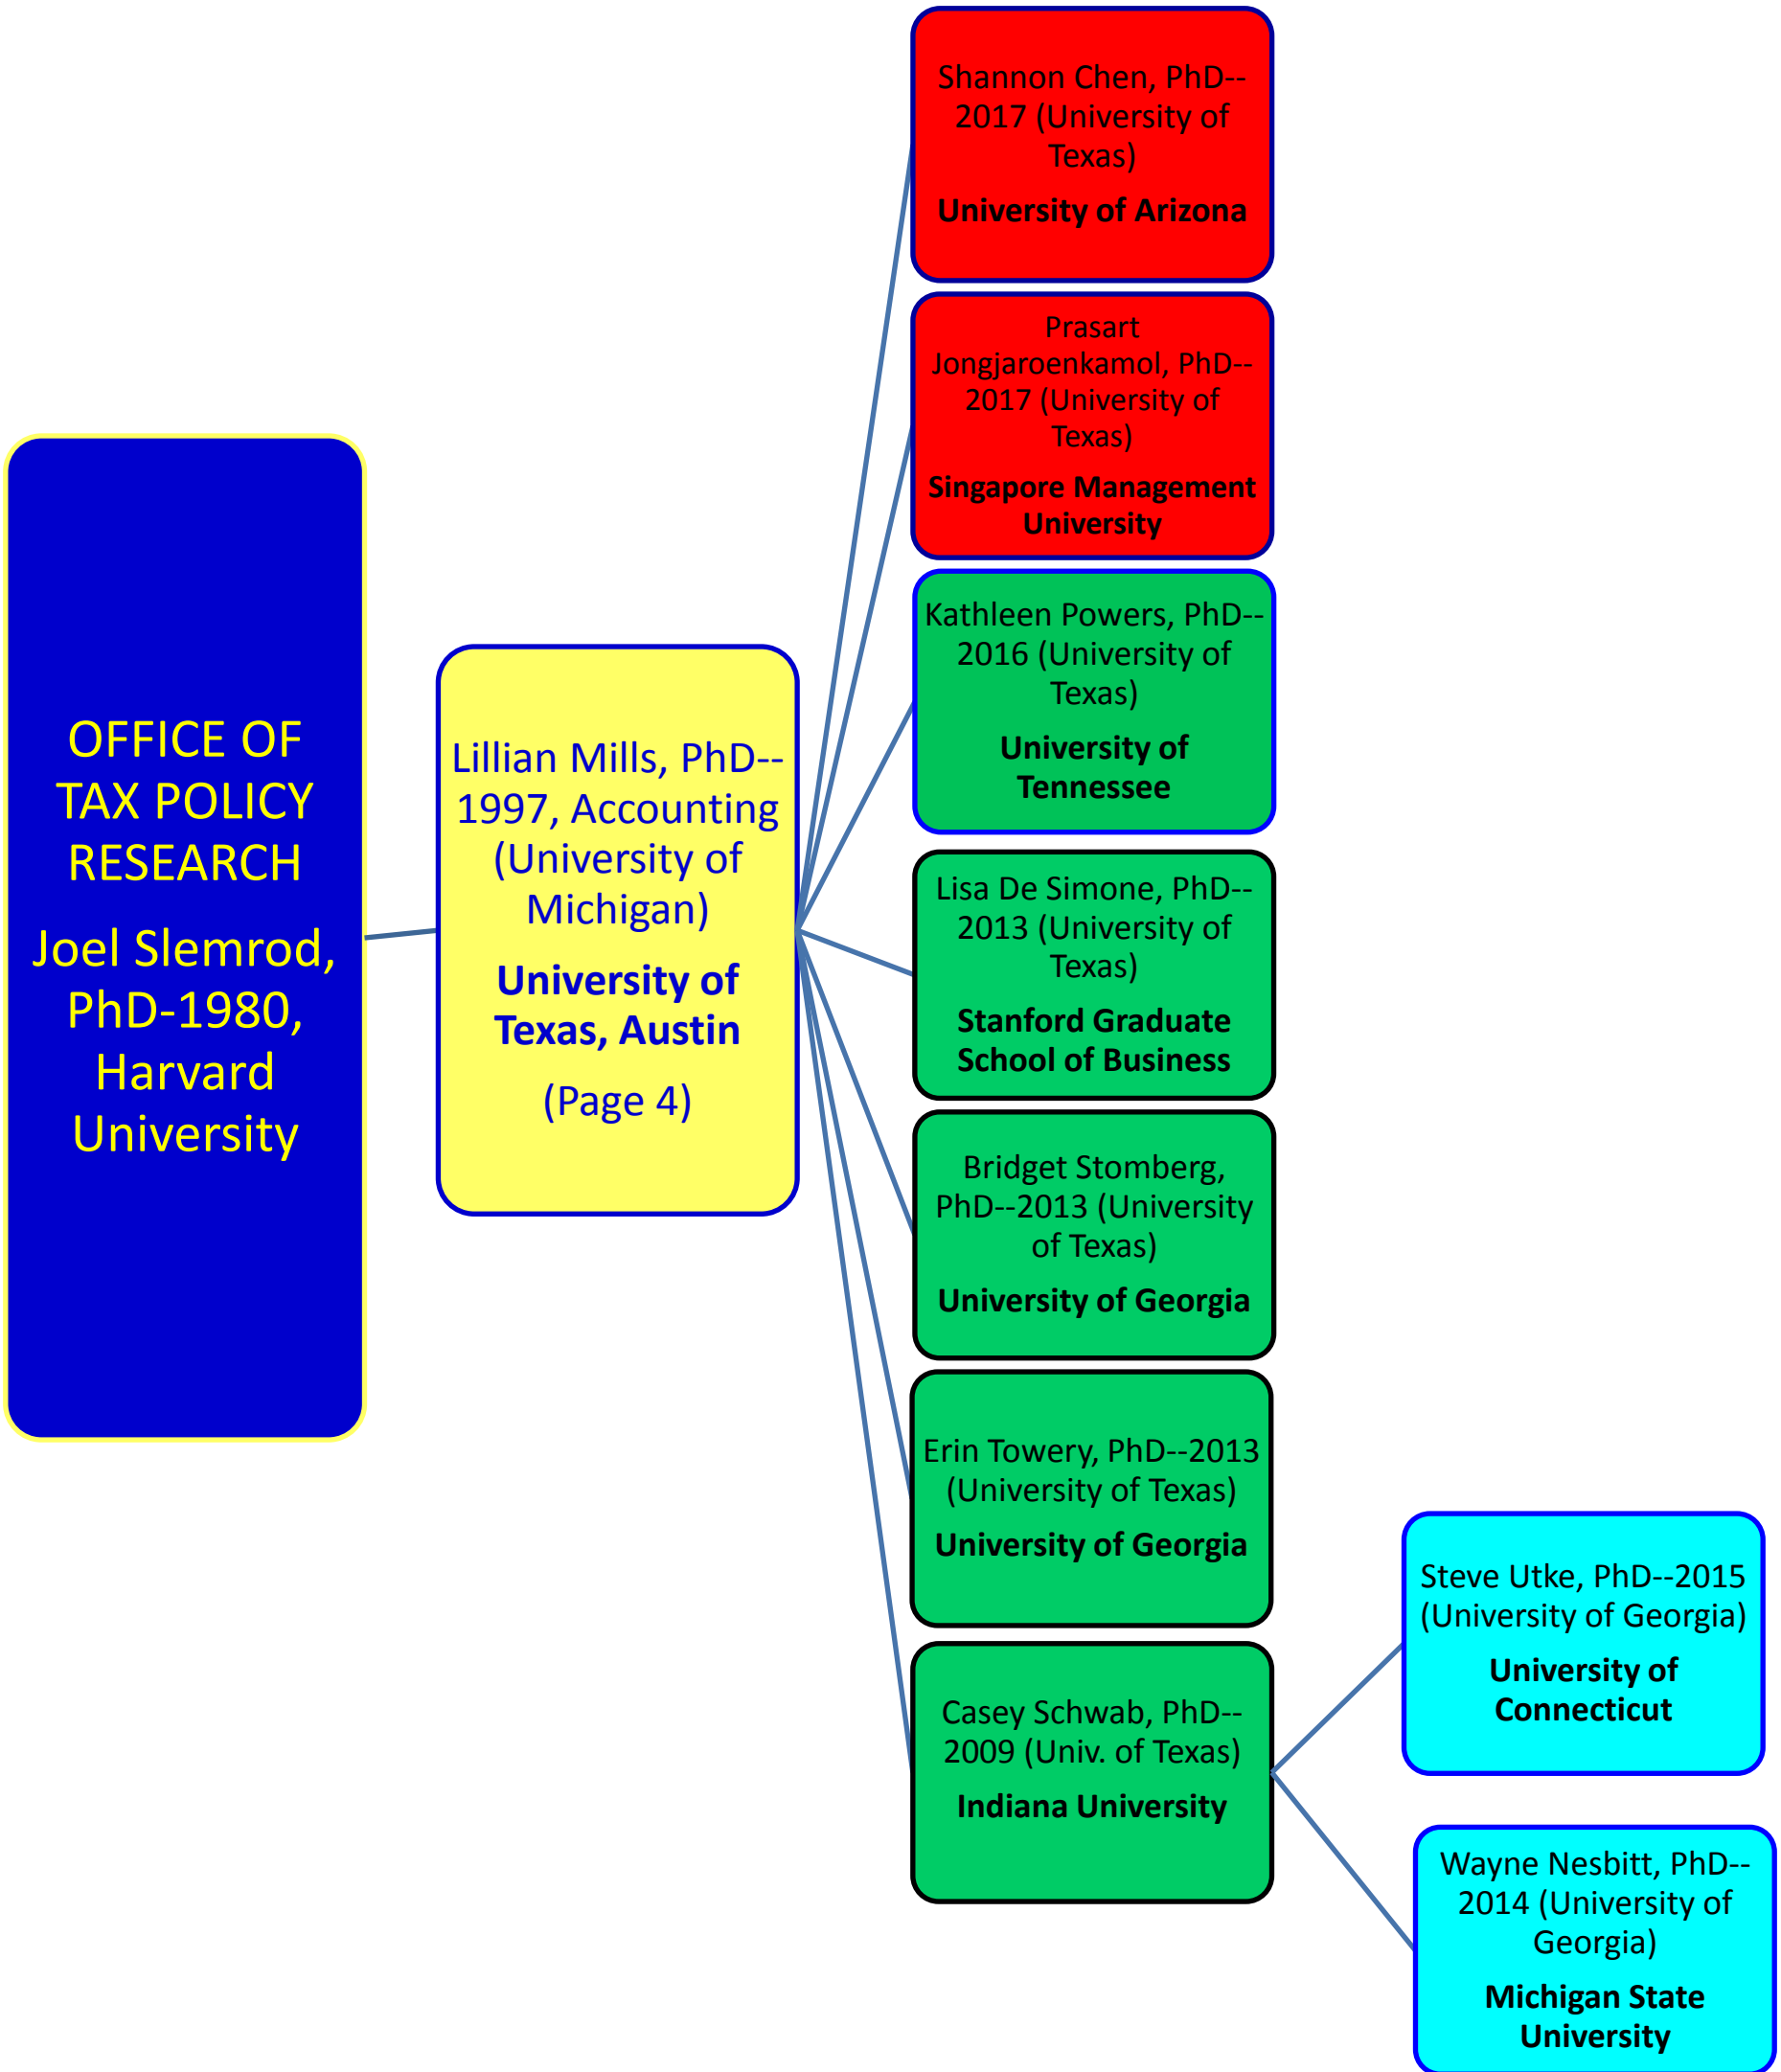 OFFICE OF
TAX POLICY
RESEARCH
Joel Slemrod,
PhD-1980,
Harvard
University
Lillian Mills, PhD--
1997, Accounting
(University of
Michigan)
University of
Texas, Austin
(Page 4)
Shannon Chen, PhD--
2017 (University of
Texas)
University of Arizona
Prasart
Jongjaroenkamol, PhD--
2017 (University of
Texas)
Singapore Management
University
Kathleen Powers, PhD--
2016 (University of
Texas)
University of
Tennessee
Lisa De Simone, PhD--
2013 (University of
Texas)
Stanford Graduate
School of Business
Bridget Stomberg,
PhD--2013 (University
of Texas)
University of Georgia
Erin Towery, PhD--2013
(University of Texas)
University of Georgia
Casey Schwab, PhD--
2009 (Univ. of Texas)
Indiana University
Steve Utke, PhD--2015
(University of Georgia)
University of
Connecticut
Wayne Nesbitt, PhD--
2014 (University of
Georgia)
Michigan State
University